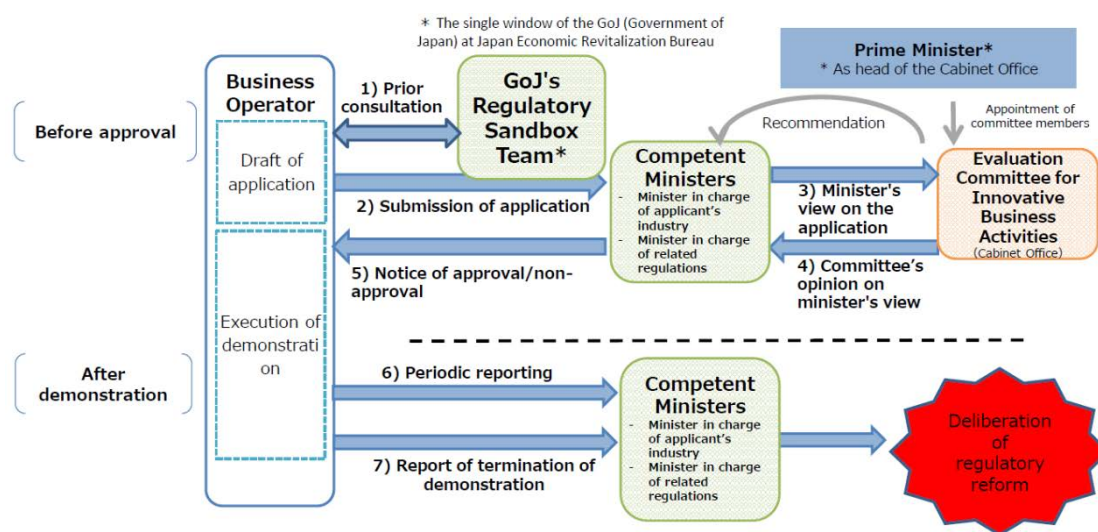 * The single window of the GoJ (Government of
Japan) at Japan Economic Revitalization Bureau
Prime Minister*
* As head of the Cabinet Office
Before approval
Business
Operator
Draft of
application
1) Prior
consultation
GoJ's
Regulatory
Sandbox
Team*
2) Submission of application
Recommendation
Appointment of
committee members
Competent
Ministers
- Minister in charge
of applicant's
industry
- Minister in charge
of related
regulations
3) Minister's
view on the
application
Evaluation
Committee for
Innovative
Business
Activities
(Cabinet Office)
4) Committee's
opinion on
minister's view
5) Notice of approval/non-
approval
After
demonstration
Execution of
demonstrati
on
6) Periodic reporting
7) Report of termination of
demonstration
Competent
Ministers
- Minister in charge
of applicant's
industry
- Minister in charge
of related
regulations
Deliberation
of
regulatory
reform